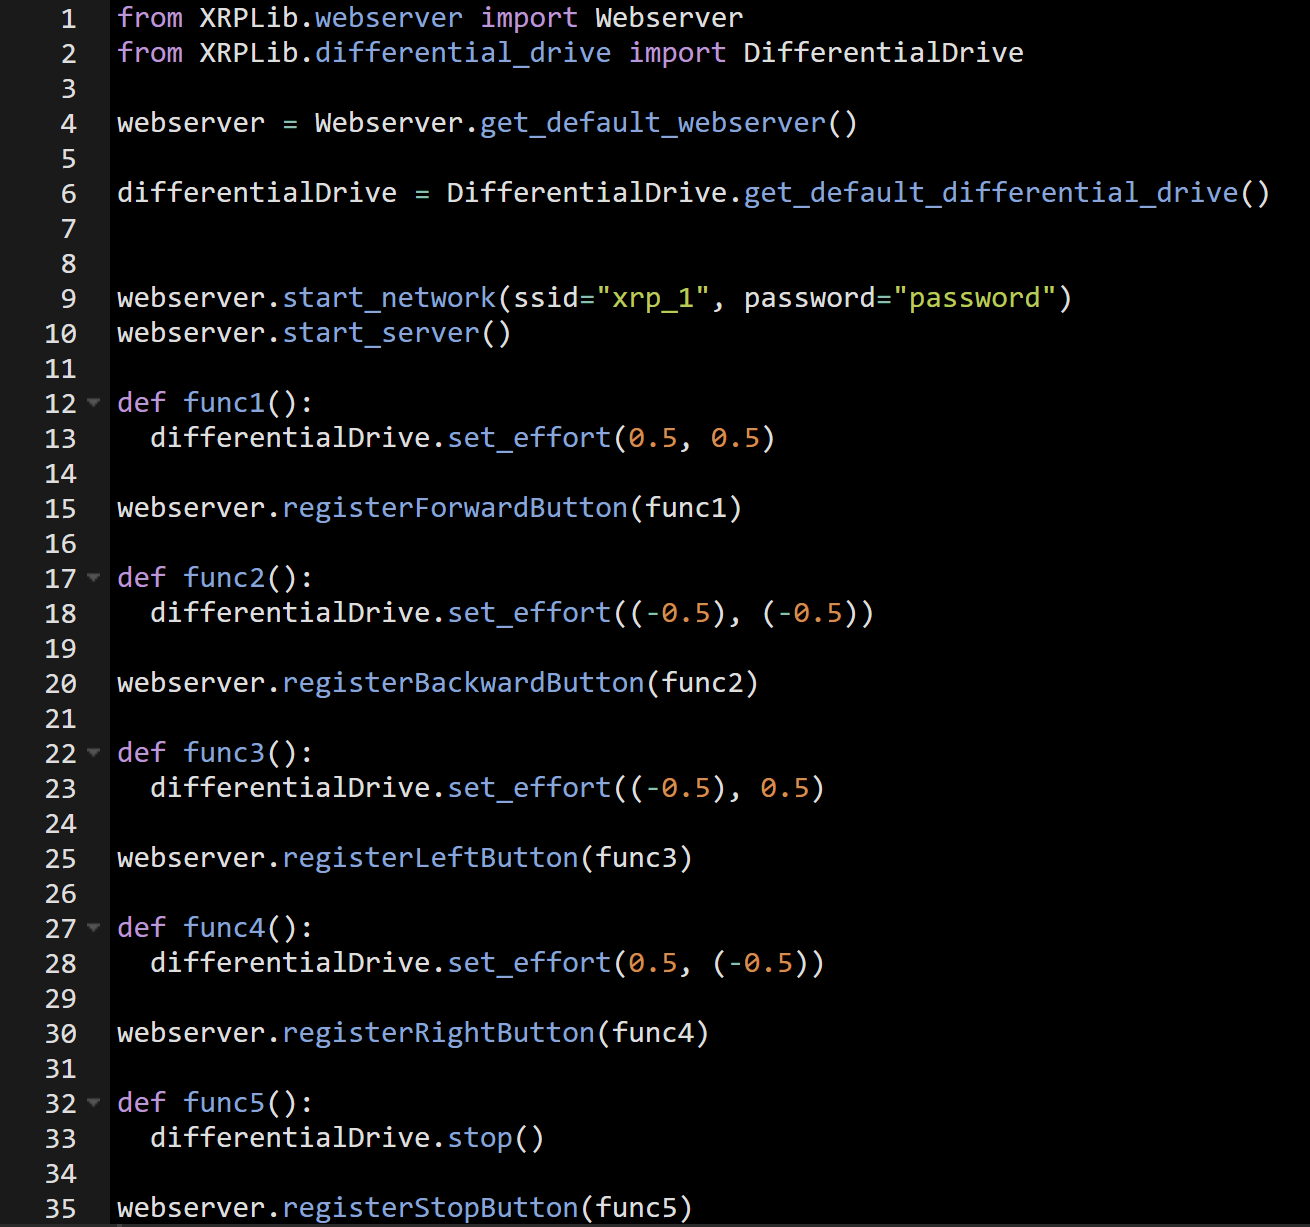 1 from XRPLib.webserver import Webserver
2 from XRPLib.differential_drive import DifferentialDrive
3
4 webserver = Webserver.get_default_webserver()
5
6 differentialDrive = DifferentialDrive.get_default_differential_drive()
7
8
9 webserver.start_network(ssid="xrp_1", password="password")
10 webserver.start_server()
11
12 def func1():
13   differentialDrive.set_effort(0.5, 0.5)
14
15 webserver.registerForwardButton(func1)
16
17 def func2():
18   differentialDrive.set_effort((-0.5), (-0.5))
19
20 webserver.registerBackwardButton(func2)
21
22 def func3():
23   differentialDrive.set_effort((-0.5), 0.5)
24
25 webserver.registerLeftButton(func3)
26
27 def func4():
28   differentialDrive.set_effort(0.5, (-0.5))
29
30 webserver.registerRightButton(func4)
31
32 def func5():
33   differentialDrive.stop()
34
35 webserver.registerStopButton(func5)